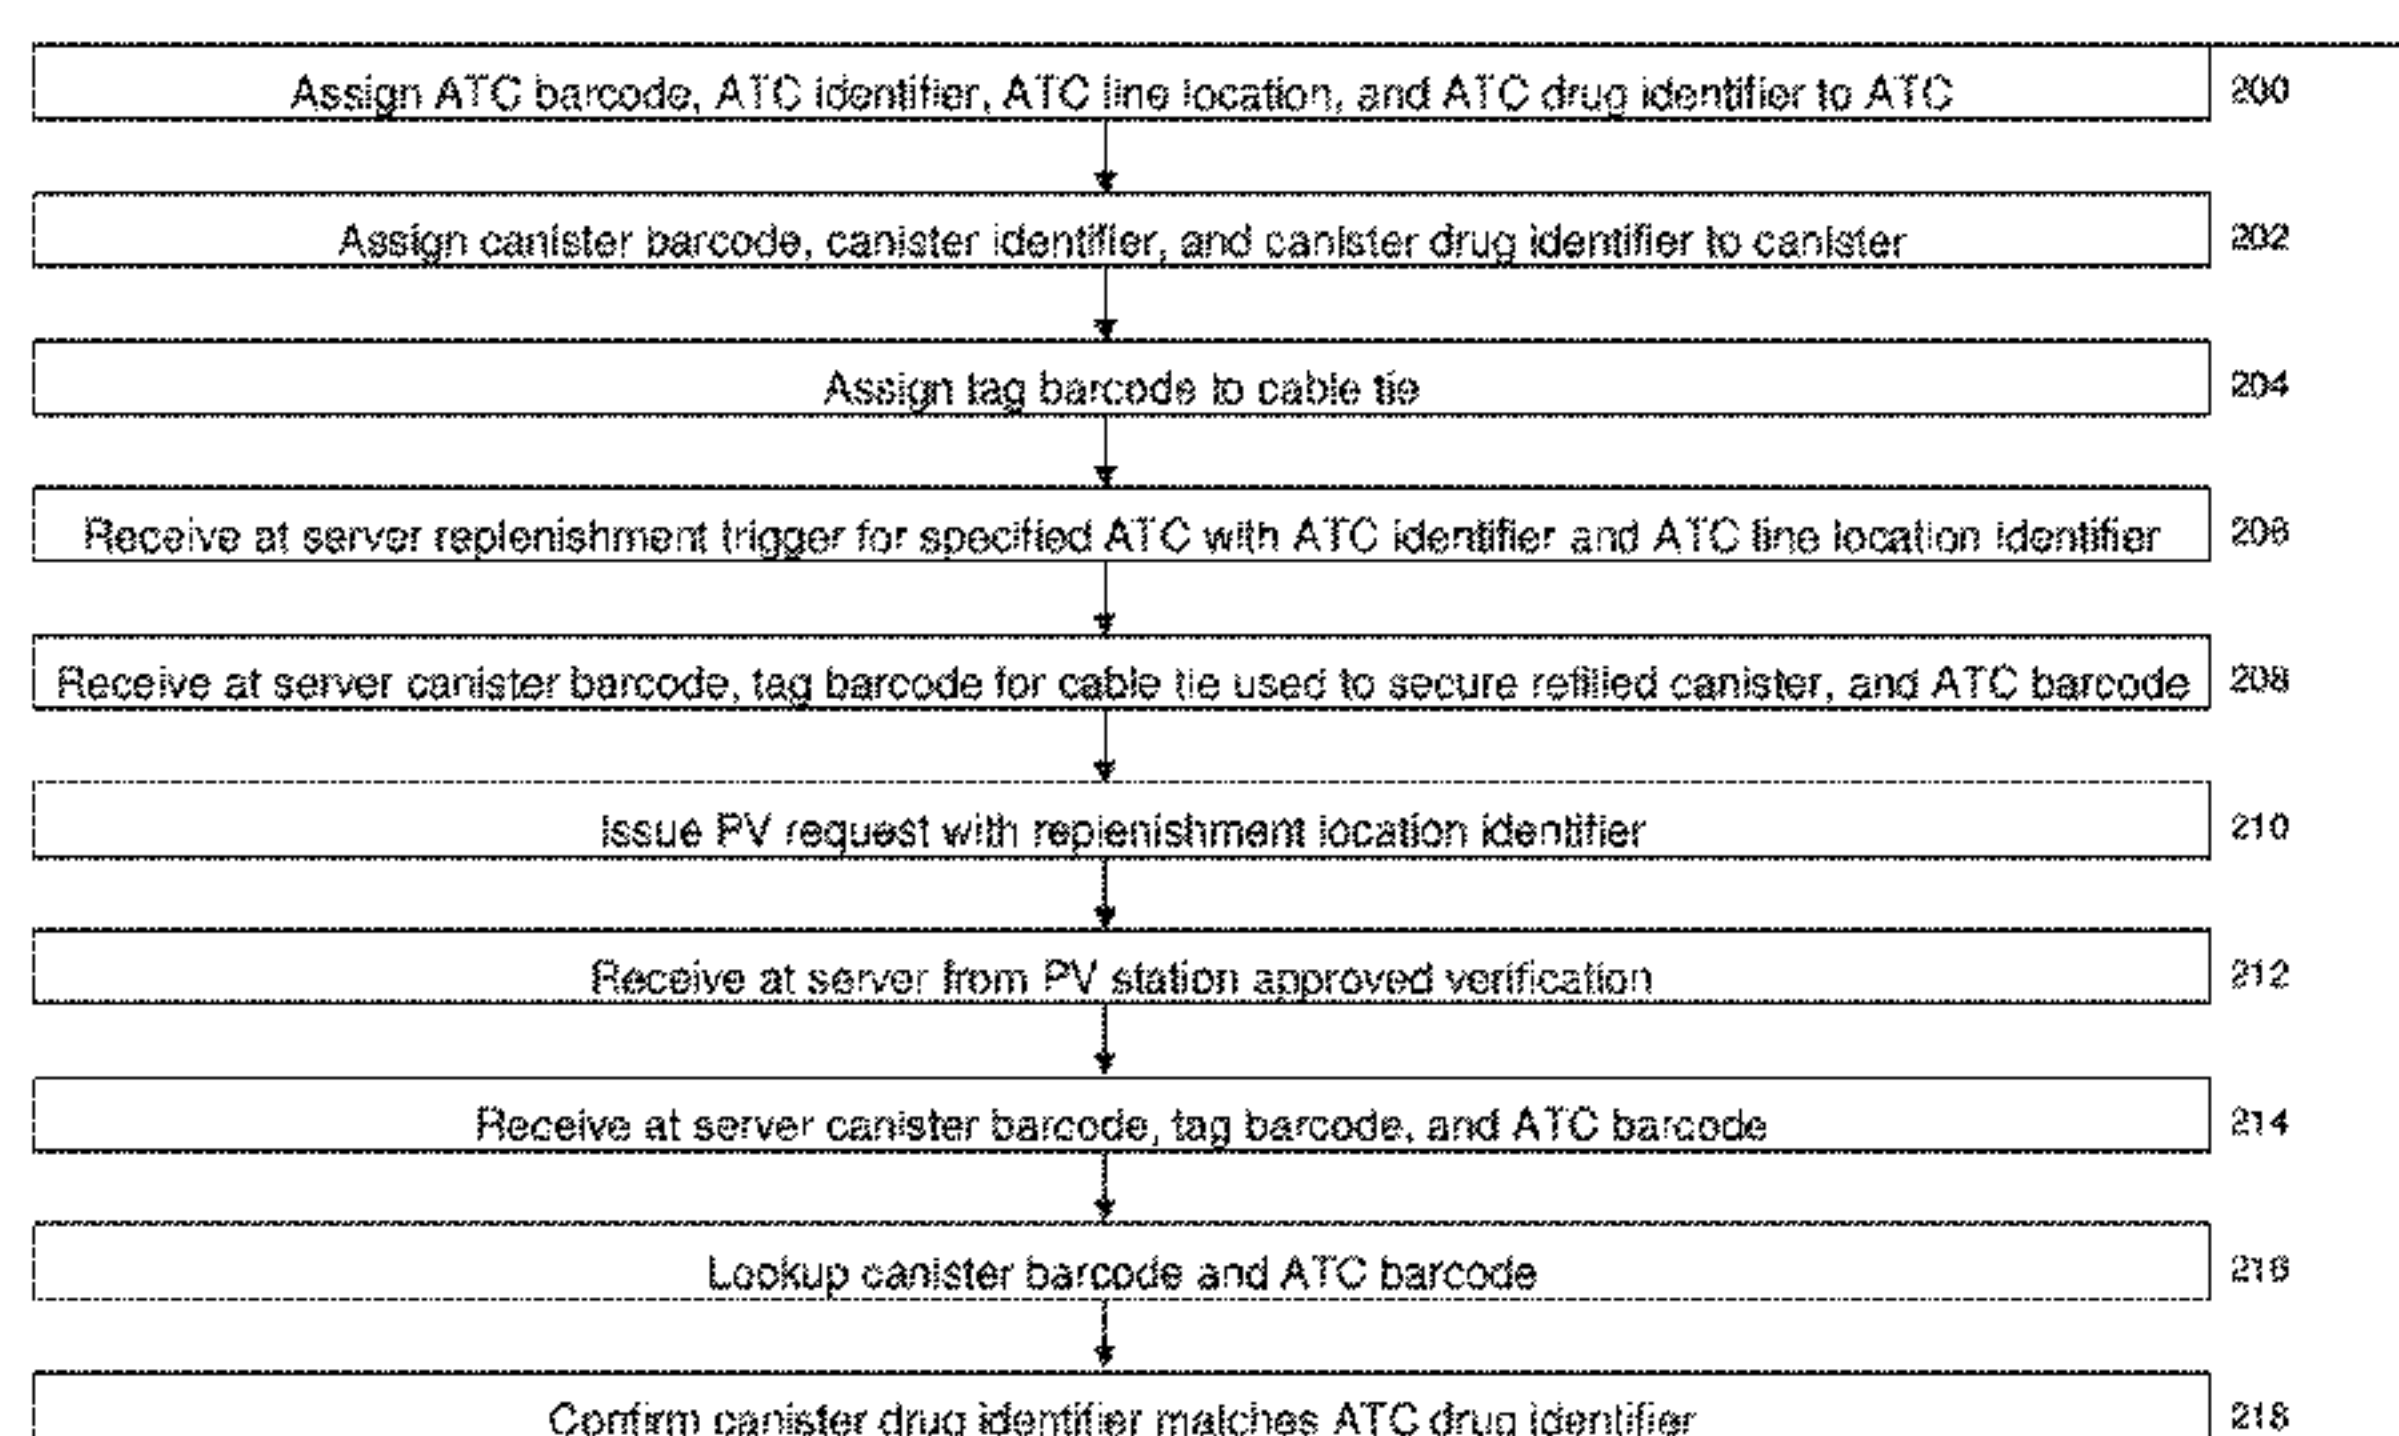 Assign ATC barcode, ATC identifier, ATC line location, and ATC drug identifier to ATC 200
Assign canister barcode, canister identifier, and canister drug identifier to canister 202
Assign tag barcode to cable tie 204
Receive at server replenishment trigger for specified ATC with ATC identifier and ATC line location identifier 206
Receive at server canister barcode, tag barcode for cable tie used to secure refilled canister, and ATC barcode 208
Issue PV request with replenishment location identifier 210
Receive at server from PV station approved verification 212
Receive at server canister barcode, tag barcode, and ATC barcode 214
Lookup canister barcode and ATC barcode 216
Confirm canister drug identifier matches ATC drug identifier 218